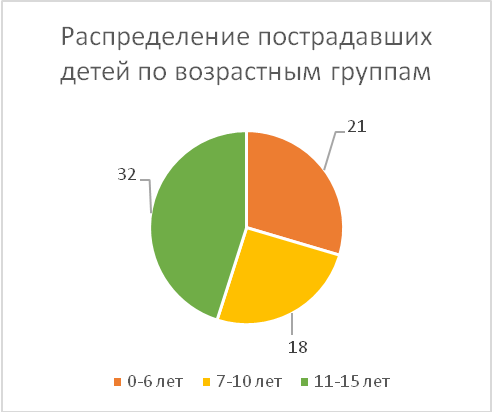 Распределение пострадавших
детей по возрастным группам
21
32
18
0-6 лет 7-10 лет 11-15 лет